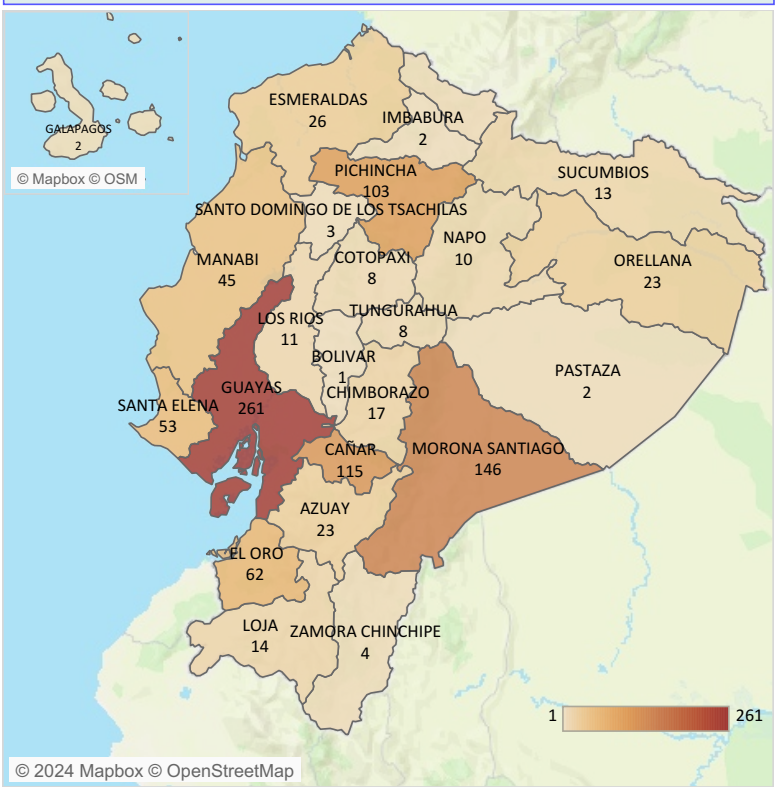 GALAPAGOS
2
© Mapbox © OSM
ESMERALDAS
26
IMBABURA
2
PICHINCHA
103
SUCUMBIOS
13
SANTO DOMINGO DE LOS TSACHILAS
3
NAPO
10
MANABI
45
COTOPAXI
8
ORELLANA
23
LOS RIOS
11
TUNGURAHUA
8
BOLIVAR
1
PASTAZA
2
GUAYAS
261
CHIMBORAZO
17
SANTA ELENA
53
CAÑAR
115
MORONA SANTIAGO
146
AZUAY
23
EL ORO
62
LOJA
14
ZAMORA CHINCHIPE
4
1 261
© 2024 Mapbox © OpenStreetMap